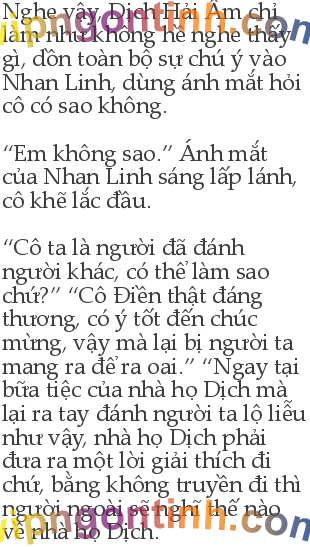 Nghe vậy, Dịch Hải Âm chỉ
làm như không hề nghe thấy
gì, dồn toàn bộ sự chú ý vào
Nhan Linh, dùng ánh mắt hỏi
cô có sao không.
“Em không sao.” Ánh mắt
của Nhan Linh sáng lấp lánh,
cô khẽ lắc đầu.
“Cô ta là người đã đánh
người khác, có thể làm sao
chứ?” “Cô Điền thật đáng
thương, có ý tốt đến chúc
mừng, vậy mà lại bị người ta
mang ra để ra oai.” “Ngay tại
bữa tiệc của nhà họ Dịch mà
lại ra tay đánh người ta lộ liễu
như vậy, nhà họ Dịch phải
đưa ra một lời giải thích đi
chứ, bằng không truyền đi thì
người ngoài sẽ nghĩ thế nào
về nhà họ Dịch.
vipngontinh.com
vipngontinh.com